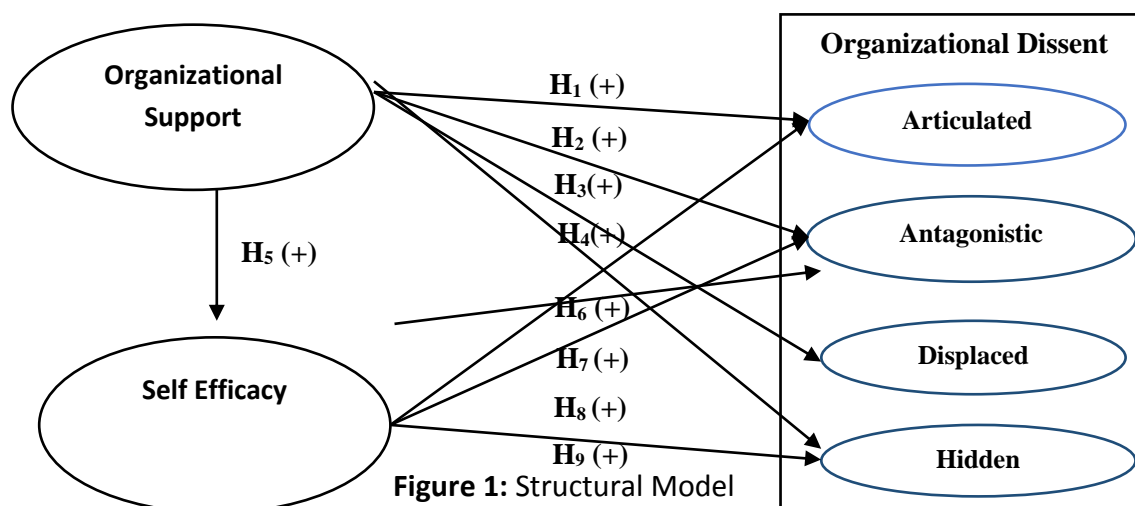 Organizational
Support
H₁ (+)
H₂ (+)
H₃(+)
H₄(+)
H₅ (+)
Self Efficacy
H₆ (+)
H₇ (+)
H₈ (+)
H₉ (+)
Organizational Dissent
Articulated
Antagonistic
Displaced
Hidden
Figure 1: Structural Model